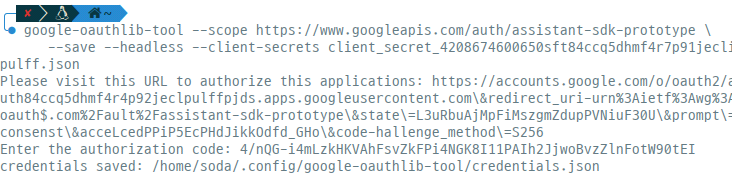 ✘ ~
google-oauthlib-tool --scope https://www.googleapis.com/auth/assistant-sdk-prototype \
--save --headless --client-secrets client_secret_4208674600650sft84ccq5dhmf4r7p91jecli
pulff.json
Please visit this URL to authorize this applications: https://accounts.google.com/o/oauth2/a
uth84ccq5dhmf4r4p92jeclpulffpjds.apps.googleusercontent.com\&redirect_uri-urn%3Aietf%3Awg%3A
oauth$.com%2Fault%2Fassistant-sdk-prototype\&state\=L3uRbuAjMpFiMszgmZdupPVNiuF30U\&prompt\=
consenst\&acceLcedPPiP5EcPHdJikkOdfd_GHo\&code-hallenge_method\=S256
Enter the authorization code: 4/nQG-i4mLzkHKVAhFsvZkFPi4NGK8I11PAIh2JjwoBvzZlnFotW90tEI
credentials saved: /home/soda/.config/google-oauthlib-tool/credentials.json